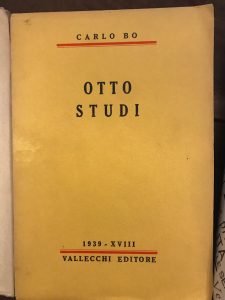 CARLO BO
OTTO
STUDI
1939 - XVIII
VALLECCHI EDITORE